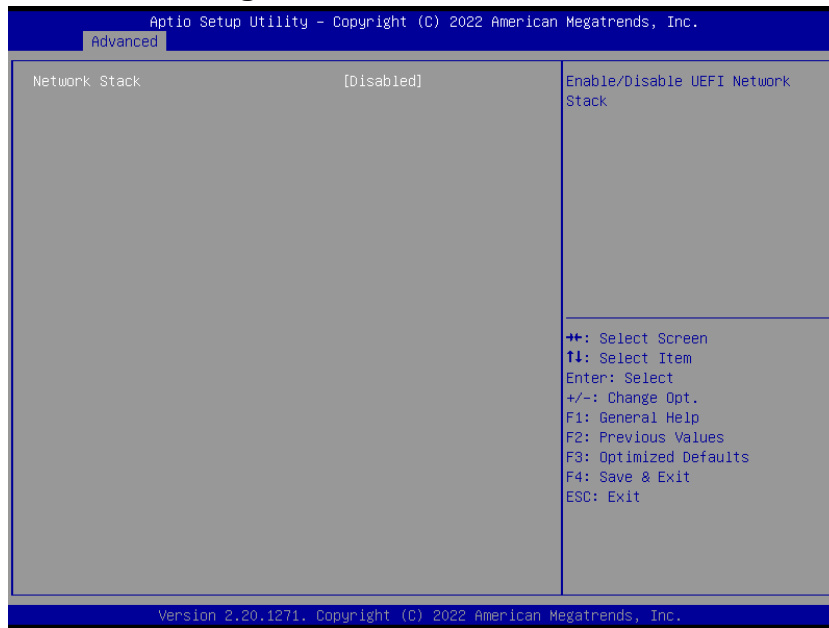 Aptio Setup Utility – Copyright (C) 2022 American Megatrends, Inc.
Advanced
Network Stack [Disabled]
Enable/Disable UEFI Network
Stack
→←: Select Screen
↑↓: Select Item
Enter: Select
+/-: Change Opt.
F1: General Help
F2: Previous Values
F3: Optimized Defaults
F4: Save & Exit
ESC: Exit
Version 2.20.1271. Copyright (C) 2022 American Megatrends, Inc.